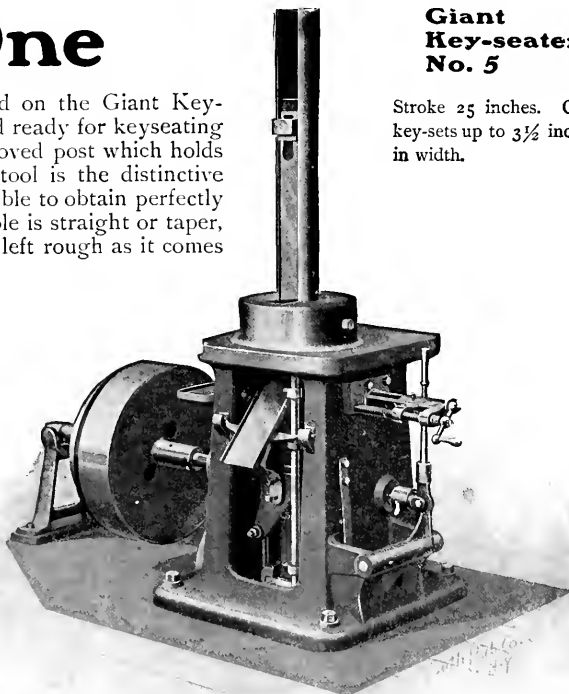 One
Giant
Key-seater
No. 5
d on the Giant Key-
d ready for keyseating
oved post which holds
tool is the distinctive
ble to obtain perfectly
le is straight or taper,
left rough as it comes
Stroke 25 inches.
key-sets up to 3½ inc
in width.